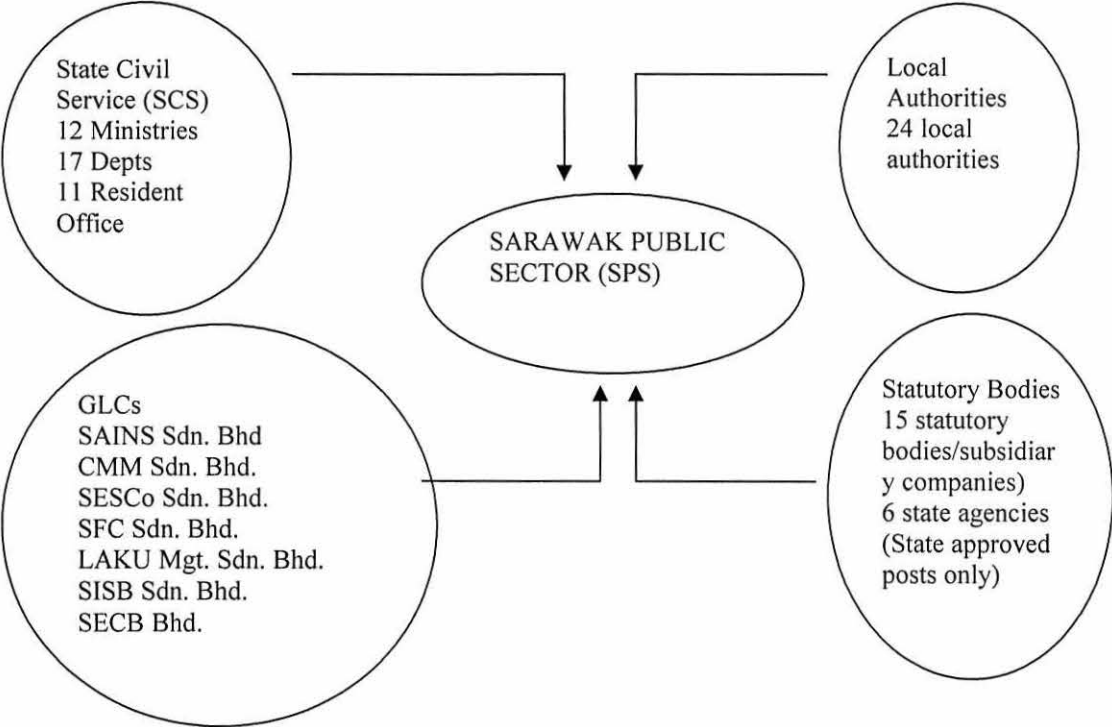 State Civil
Service (SCS)
12 Ministries
17 Depts
11 Resident
Office
Local
Authorities
24 local
authorities
SARAWAK PUBLIC
SECTOR (SPS)
GLCs
SAINS Sdn. Bhd
CMM Sdn. Bhd.
SESCo Sdn. Bhd.
SFC Sdn. Bhd.
LAKU Mgt. Sdn. Bhd.
SISB Sdn. Bhd.
SECB Bhd.
Statutory Bodies
15 statutory
bodies/subsidiar
y companies)
6 state agencies
(State approved
posts only)